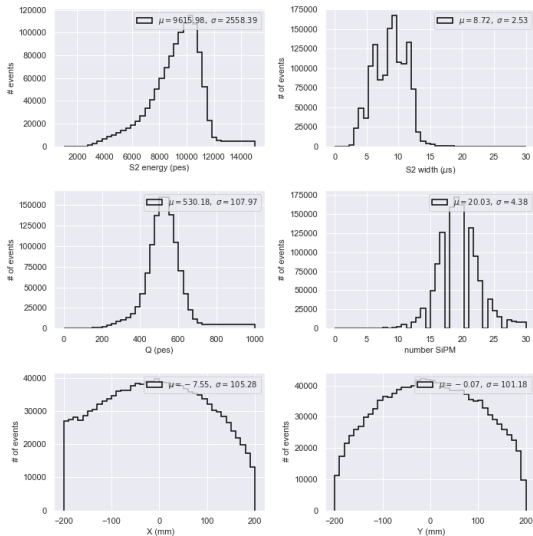 μ = 9615.98, σ = 2558.39
# of events
120000
100000
80000
60000
40000
20000
0
2000 4000 6000 8000 10000 12000 14000
S2 energy (pes)
μ = 8.72, σ = 2.53
# of events
175000
150000
125000
100000
75000
50000
25000
0
0 5 10 15 20 25 30
S2 width (μs)
μ = 530.18, σ = 107.97
# of events
150000
125000
100000
75000
50000
25000
0
0 200 400 600 800 1000
Q (pes)
μ = 20.03, σ = 4.38
# of events
175000
150000
125000
100000
75000
50000
25000
0
0 5 10 15 20 25 30
number SiPM
μ = −7.55, σ = 105.28
# of events
40000
30000
20000
10000
0
−200 −100 0 100 200
X (mm)
μ = −0.07, σ = 101.18
# of events
40000
30000
20000
10000
0
−200 −100 0 100 200
Y (mm)